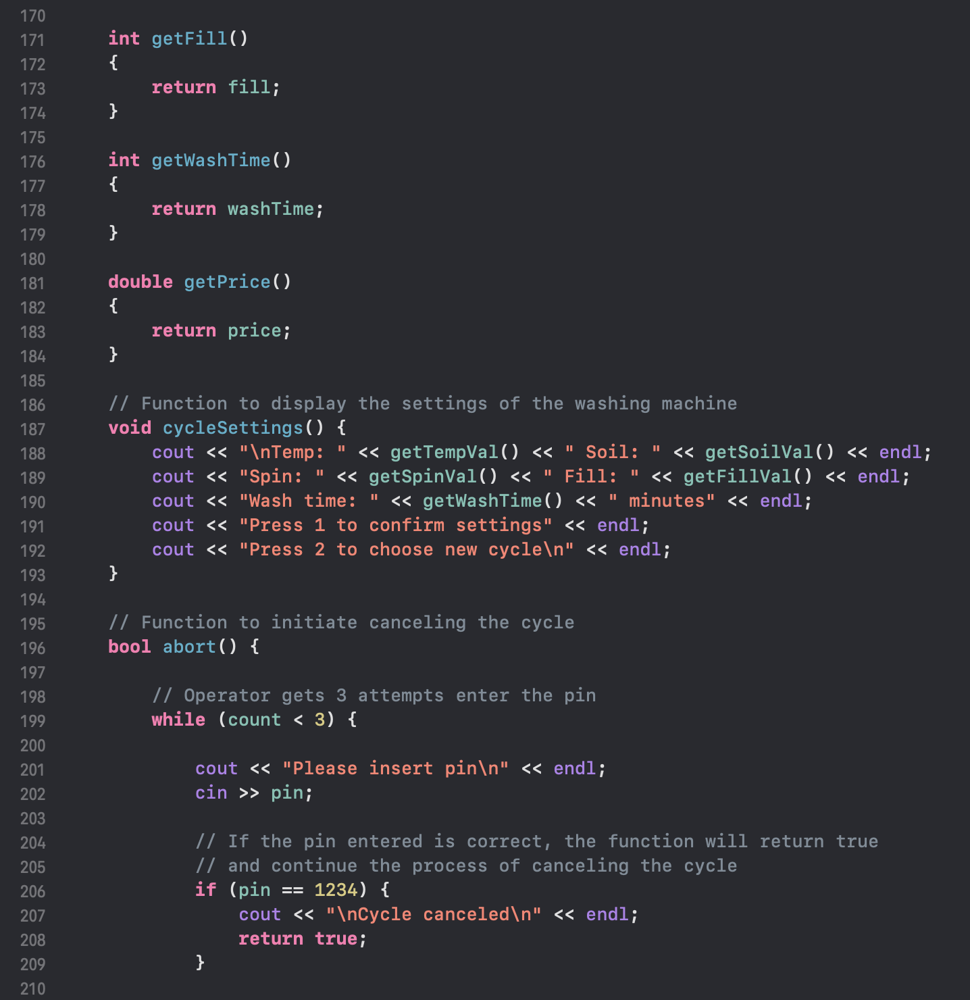 170
171     int getFill()
172     {
173         return fill;
174     }
175
176     int getWashTime()
177     {
178         return washTime;
179     }
180
181     double getPrice()
182     {
183         return price;
184     }
185
186     // Function to display the settings of the washing machine
187     void cycleSettings() {
188         cout << "\nTemp: " << getTempVal() << " Soil: " << getSoilVal() << endl;
189         cout << "Spin: " << getSpinVal() << " Fill: " << getFillVal() << endl;
190         cout << "Wash time: " << getWashTime() << " minutes" << endl;
191         cout << "Press 1 to confirm settings" << endl;
192         cout << "Press 2 to choose new cycle\n" << endl;
193     }
194
195     // Function to initiate canceling the cycle
196     bool abort() {
197
198         // Operator gets 3 attempts enter the pin
199         while (count < 3) {
200
201             cout << "Please insert pin\n" << endl;
202             cin >> pin;
203
204             // If the pin entered is correct, the function will return true
205             // and continue the process of canceling the cycle
206             if (pin == 1234) {
207                 cout << "\nCycle canceled\n" << endl;
208                 return true;
209             }
210